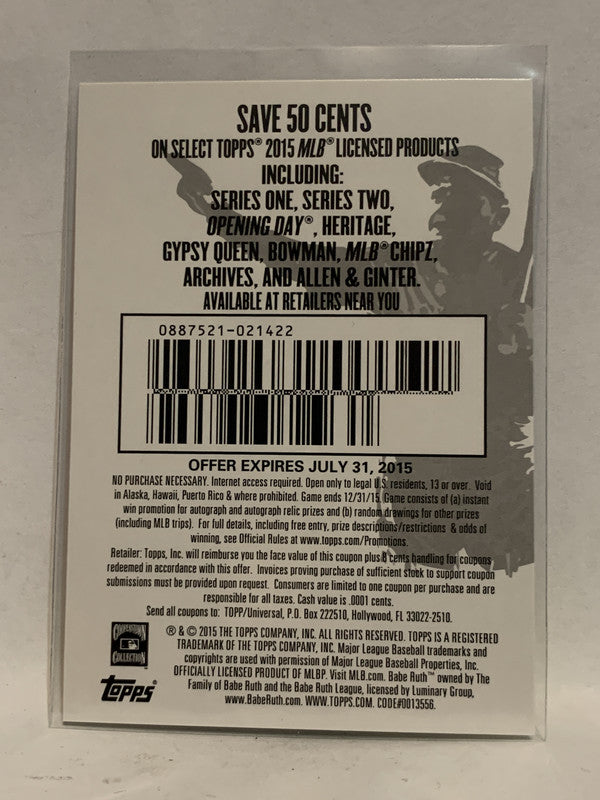 SAVE 50 CENTS
ON SELECT TOPPS® 2015 MLB® LICENSED PRODUCTS
INCLUDING:
SERIES ONE, SERIES TWO,
OPENING DAY®, HERITAGE,
GYPSY QUEEN, BOWMAN, MLB® CHIPZ,
ARCHIVES, AND ALLEN & GINTER.
AVAILABLE AT RETAILERS NEAR YOU
0887521-021422
OFFER EXPIRES JULY 31, 2015
NO PURCHASE NECESSARY. Internet access required. Open only to legal U.S. residents, 13 or over. Void
in Alaska, Hawaii, Puerto Rico & where prohibited. Game ends 12/31/15. Game consists of (a) instant
win promotion for autograph and autograph relic prizes and (b) random drawings for other prizes
(including MLB trips). For full details, including free entry, prize descriptions/restrictions & odds of
winning, see Official Rules at www.topps.com/Promotions.
Retailer: Topps, Inc. will reimburse you the face value of this coupon plus 8 cents handling for coupons
redeemed in accordance with this offer. Invoices proving purchase of sufficient stock to support coupon
submissions must be provided upon request. Consumers are limited to one coupon per purchase and are
responsible for all taxes. Cash value is .0001 cents.
Send all coupons to: TOPP/Universal, P.O. Box 222510, Hollywood, FL 33022-2510.
COOPERSTOWN
COLLECTION
topps
® & © 2015 THE TOPPS COMPANY, INC. ALL RIGHTS RESERVED. TOPPS IS A REGISTERED
TRADEMARK OF THE TOPPS COMPANY, INC. Major League Baseball trademarks and
copyrights are used with permission of Major League Baseball Properties, Inc.
OFFICIALLY LICENSED PRODUCT OF MLBP. Visit MLB.com. Babe Ruth™ owned by The
Family of Babe Ruth and the Babe Ruth League, licensed by Luminary Group,
www.BabeRuth.com. WWW.TOPPS.COM. CODE#0013556.